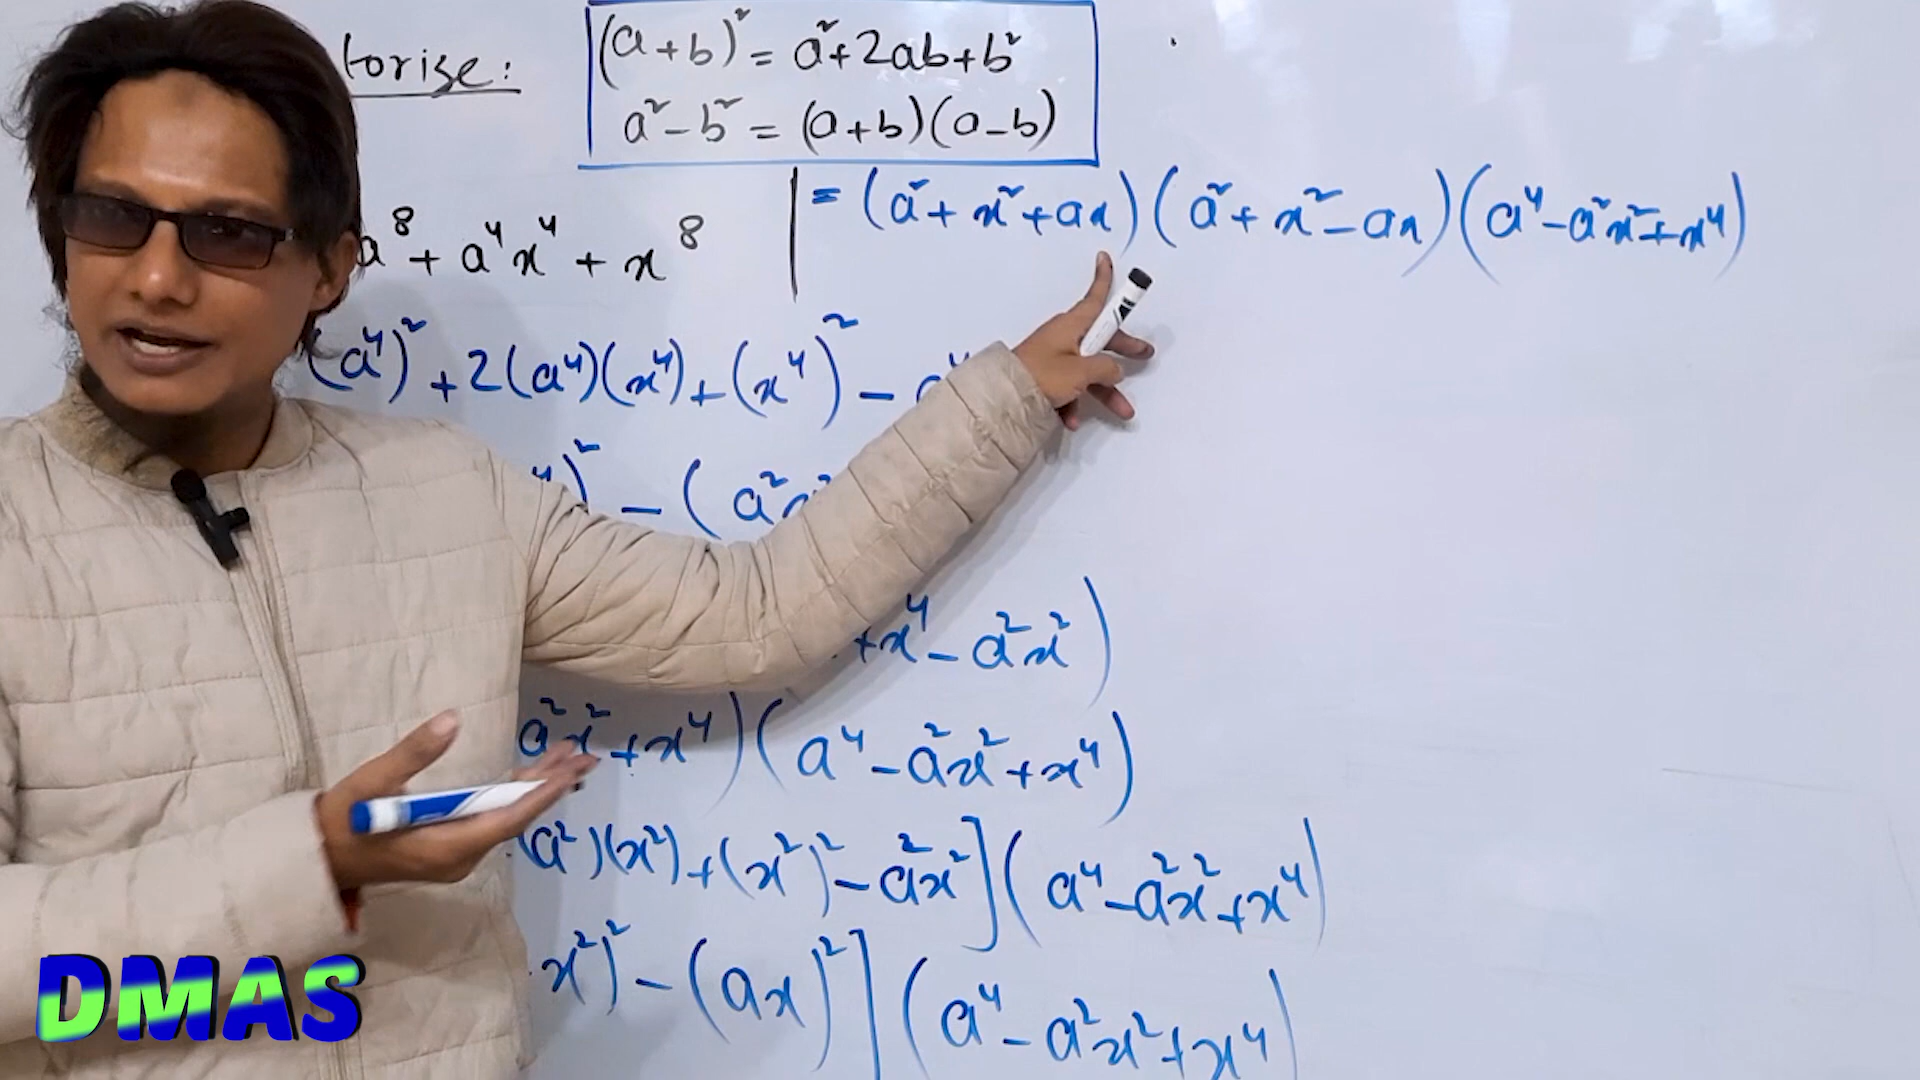 torise:
(a+b)² = a²+2ab+b²
a²-b² = (a+b)(a-b)
a⁸ + a⁴x⁴ + x⁸
(a⁴)² + 2(a⁴)(x⁴) + (x⁴)² -
)² - (a²
+x⁴ - a²x²)
a²x² + x⁴)(a⁴ - a²x² + x⁴)
(a²)(x²) + (x²)² - a²x²](a⁴ - a²x² + x⁴)
x²)² - (ax)²](a⁴ - a²x² + x⁴)
= (a² + x² + ax)(a² + x² - ax)(a⁴ - a²x² + x⁴)
DMAS